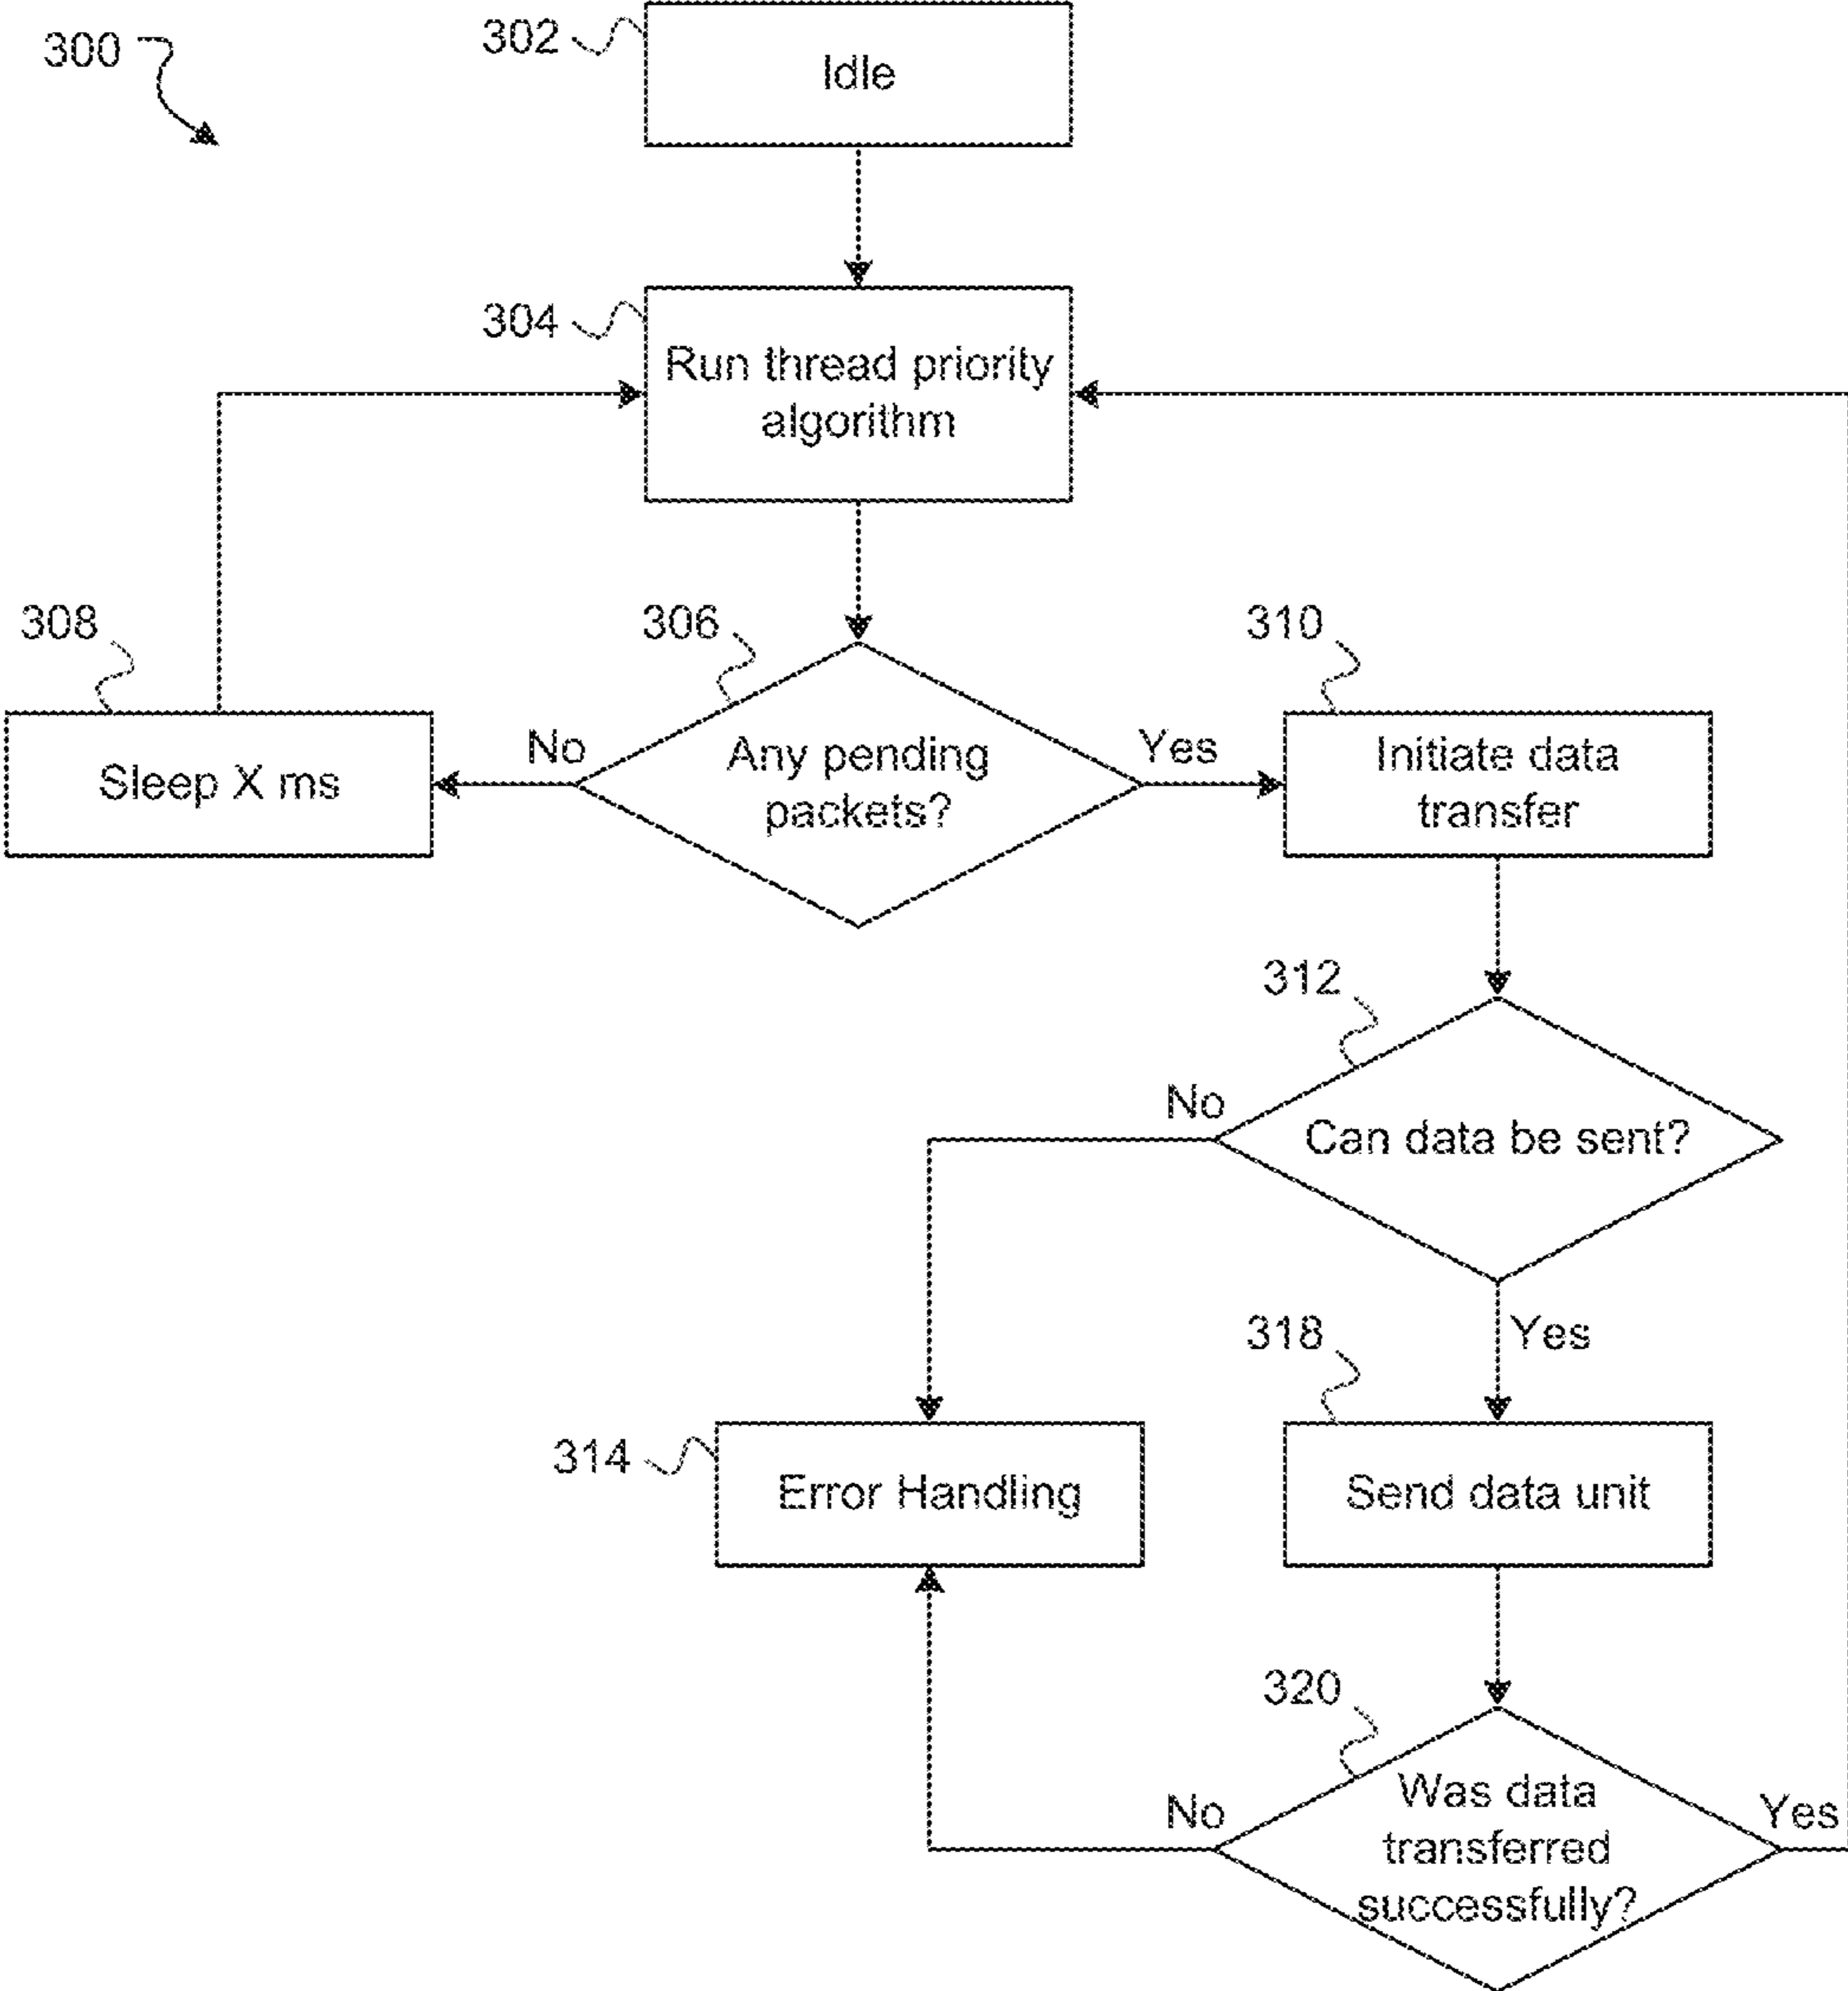 300
302
Idle
304
Run thread priority
algorithm
308
306
310
Sleep X ms
No
Any pending
packets?
Yes
Initiate data
transfer
312
No
Can data be sent?
Yes
318
314
Error Handling
Send data unit
320
No
Was data
transferred
successfully?
Yes